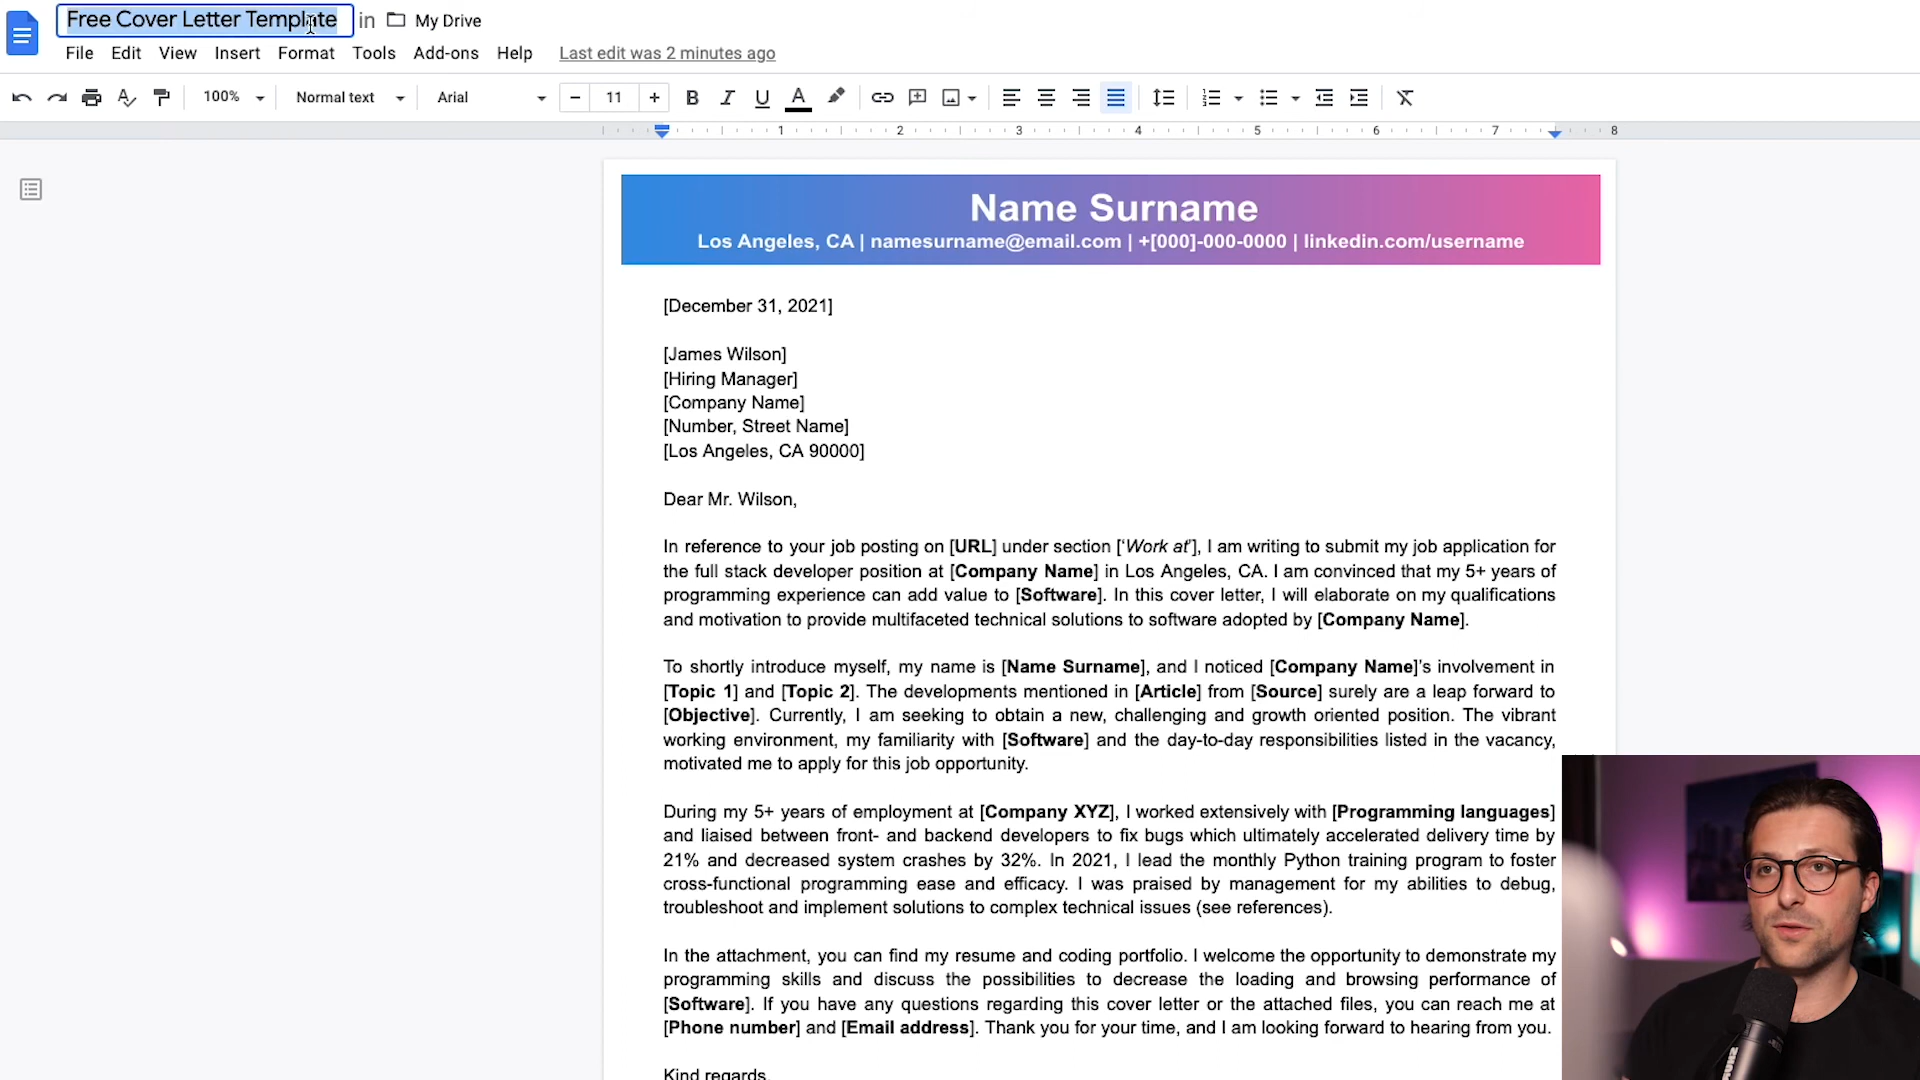 Free Cover Letter Template in My Drive
File Edit View Insert Format Tools Add-ons Help Last edit was 2 minutes ago
100% Normal text Arial 11
1 2 3 4 5 6 7 8
Name Surname
Los Angeles, CA | namesurname@email.com | +[000]-000-0000 | linkedin.com/username
[December 31, 2021]
[James Wilson]
[Hiring Manager]
[Company Name]
[Number, Street Name]
[Los Angeles, CA 90000]
Dear Mr. Wilson,
In reference to your job posting on [URL] under section ['Work at'], I am writing to submit my job application for
the full stack developer position at [Company Name] in Los Angeles, CA. I am convinced that my 5+ years of
programming experience can add value to [Software]. In this cover letter, I will elaborate on my qualifications
and motivation to provide multifaceted technical solutions to software adopted by [Company Name].
To shortly introduce myself, my name is [Name Surname], and I noticed [Company Name]'s involvement in
[Topic 1] and [Topic 2]. The developments mentioned in [Article] from [Source] surely are a leap forward to
[Objective]. Currently, I am seeking to obtain a new, challenging and growth oriented position. The vibrant
working environment, my familiarity with [Software] and the day-to-day responsibilities listed in the vacancy,
motivated me to apply for this job opportunity.
During my 5+ years of employment at [Company XYZ], I worked extensively with [Programming languages]
and liaised between front- and backend developers to fix bugs which ultimately accelerated delivery time by
21% and decreased system crashes by 32%. In 2021, I lead the monthly Python training program to foster
cross-functional programming ease and efficacy. I was praised by management for my abilities to debug,
troubleshoot and implement solutions to complex technical issues (see references).
In the attachment, you can find my resume and coding portfolio. I welcome the opportunity to demonstrate my
programming skills and discuss the possibilities to decrease the loading and browsing performance of
[Software]. If you have any questions regarding this cover letter or the attached files, you can reach me at
[Phone number] and [Email address]. Thank you for your time, and I am looking forward to hearing from you.
Kind regards,